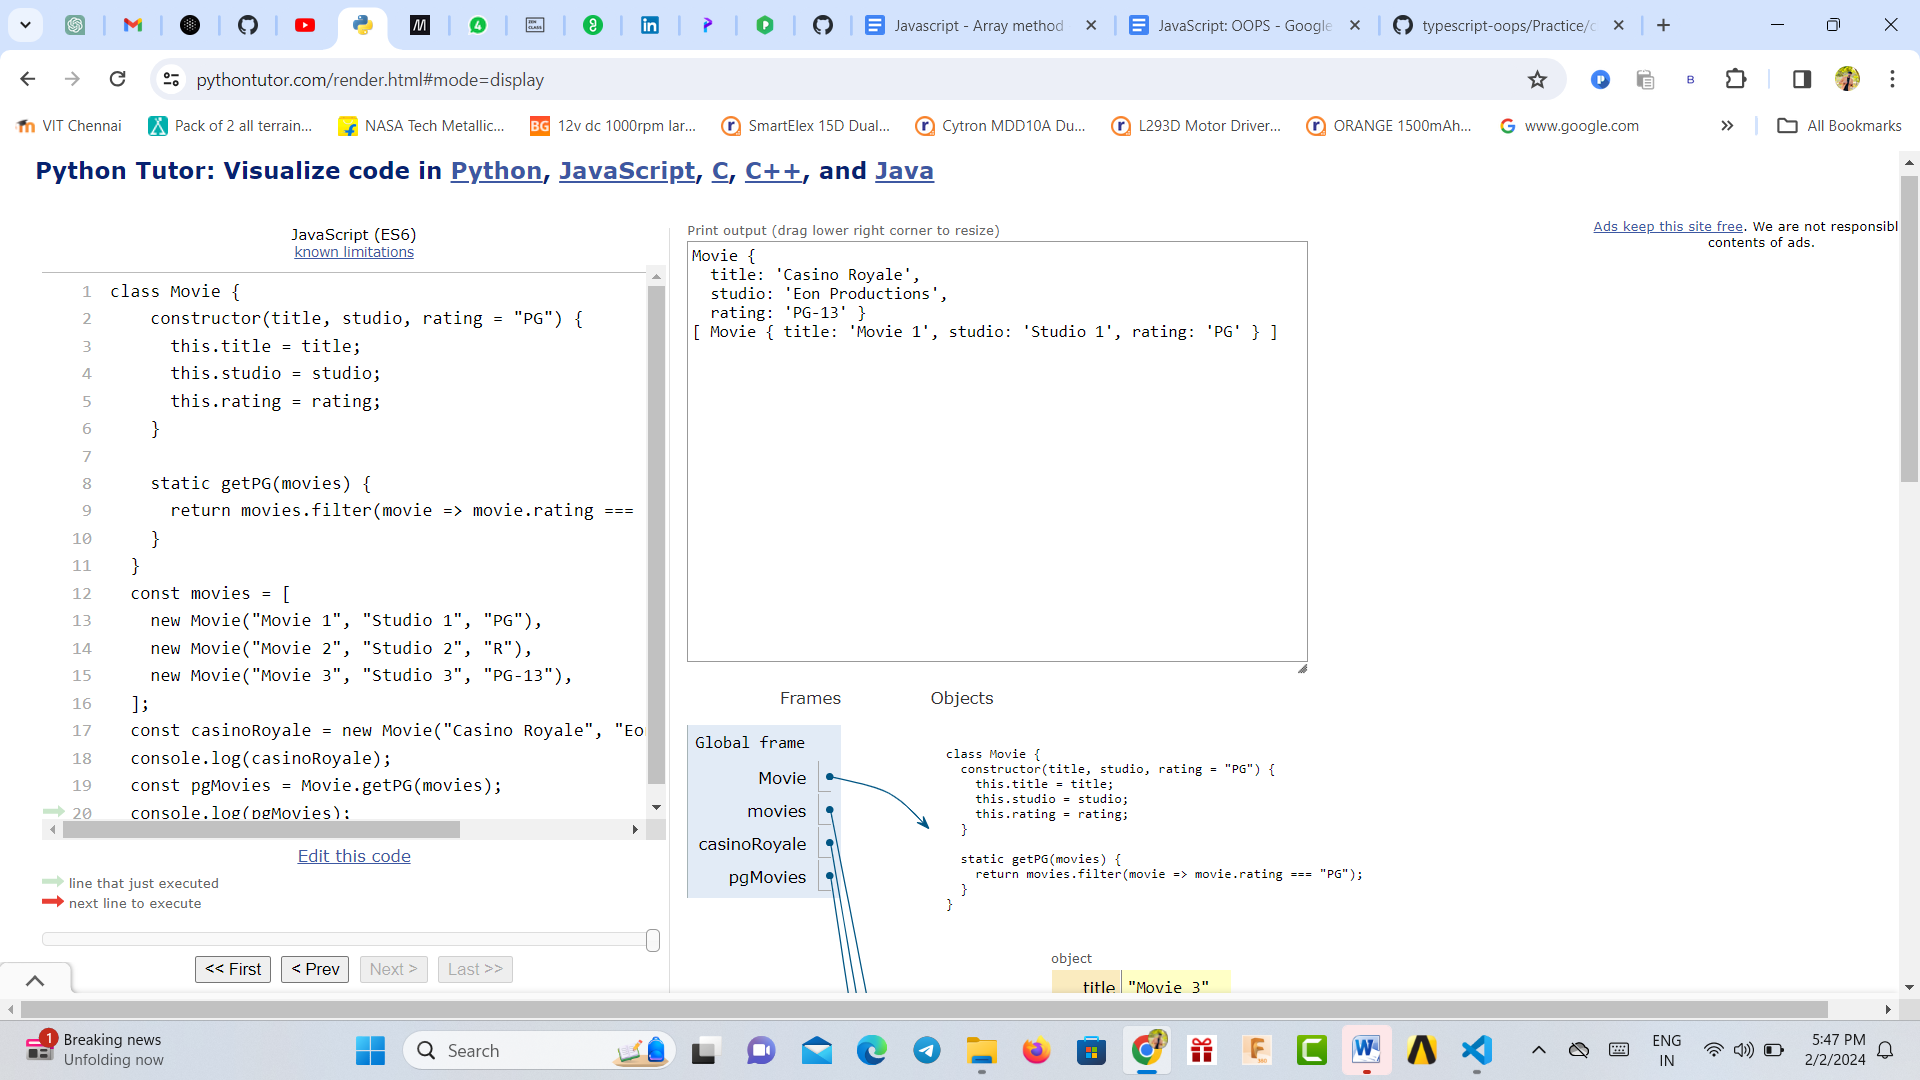 Javascript - Array method
JavaScript: OOPS - Google
typescript-oops/Practice/c
pythontutor.com/render.html#mode=display
VIT Chennai
Pack of 2 all terrain...
NASA Tech Metallic...
BG
12v dc 1000rpm lar...
SmartElex 15D Dual...
Cytron MDD10A Du...
L293D Motor Driver...
ORANGE 1500mAh...
www.google.com
All Bookmarks
Python Tutor: Visualize code in Python, JavaScript, C, C++, and Java
JavaScript (ES6)
known limitations
1 class Movie {
2 constructor(title, studio, rating = "PG") {
3 this.title = title;
4 this.studio = studio;
5 this.rating = rating;
6 }
7
8 static getPG(movies) {
9 return movies.filter(movie => movie.rating ===
10 }
11 }
12 const movies = [
13 new Movie("Movie 1", "Studio 1", "PG"),
14 new Movie("Movie 2", "Studio 2", "R"),
15 new Movie("Movie 3", "Studio 3", "PG-13"),
16 ];
17 const casinoRoyale = new Movie("Casino Royale", "Eo
18 console.log(casinoRoyale);
19 const pgMovies = Movie.getPG(movies);
20 console.log(pgMovies);
Edit this code
line that just executed
next line to execute
<< First
< Prev
Next >
Last >>
Print output (drag lower right corner to resize)
Movie {
title: 'Casino Royale',
studio: 'Eon Productions',
rating: 'PG-13' }
[ Movie { title: 'Movie 1', studio: 'Studio 1', rating: 'PG' } ]
Frames
Objects
Global frame
Movie
movies
casinoRoyale
pgMovies
class Movie {
constructor(title, studio, rating = "PG") {
this.title = title;
this.studio = studio;
this.rating = rating;
}
static getPG(movies) {
return movies.filter(movie => movie.rating === "PG");
}
}
object
title "Movie 3"
Ads keep this site free. We are not responsibl
contents of ads.
1
Breaking news
Unfolding now
Search
ENG
IN
5:47 PM
2/2/2024